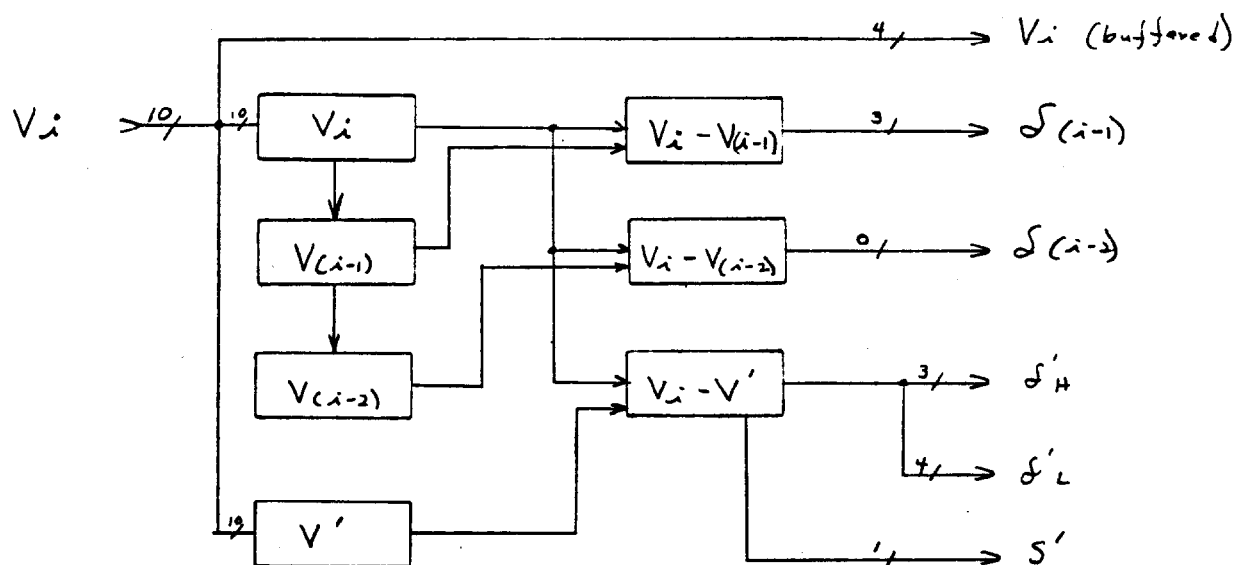 4 Vi (buffered)
Vi 10 10 Vi Vi - V(i-1) 3 δ(i-1)
V(i-1) Vi - V(i-2) 0 δ(i-2)
V(i-2) Vi - V' 3 δ'H
4 δ'L
10 V' 1 S'